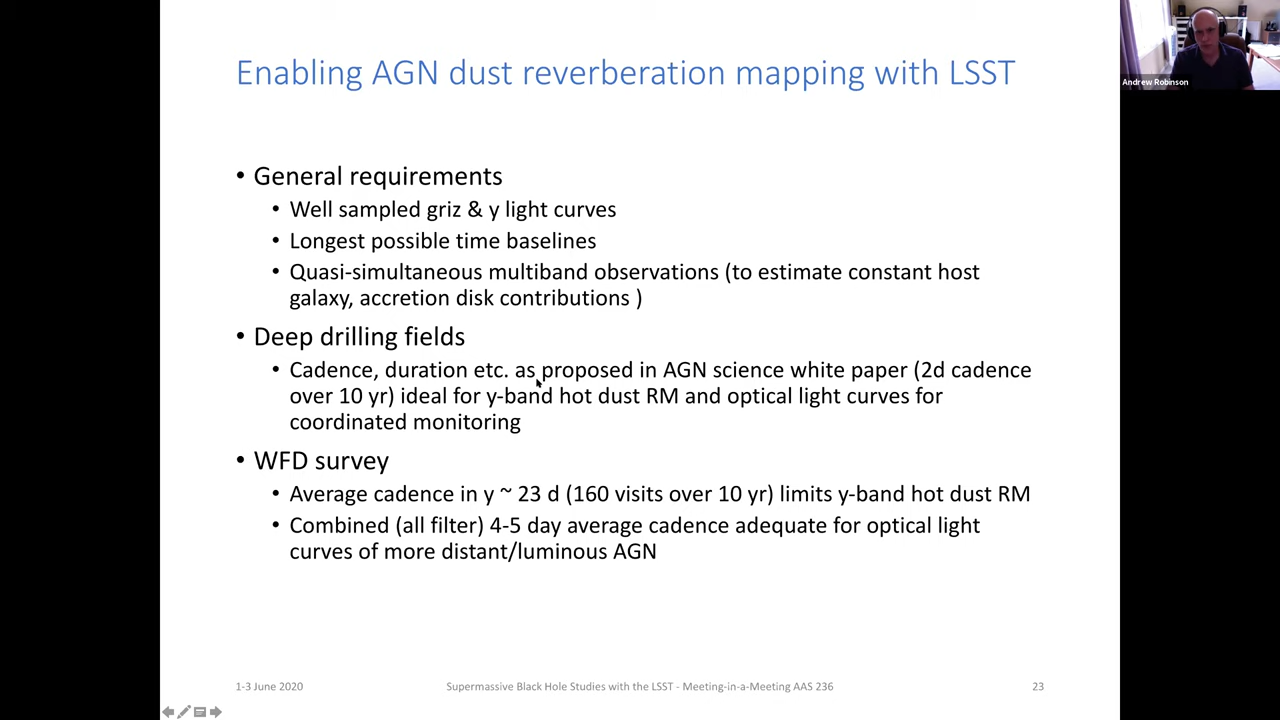 Enabling AGN dust reverberation mapping with LSST
Andrew Robinson
• General requirements
• Well sampled griz & y light curves
• Longest possible time baselines
• Quasi-simultaneous multiband observations (to estimate constant host
galaxy, accretion disk contributions )
• Deep drilling fields
• Cadence, duration etc. as proposed in AGN science white paper (2d cadence
over 10 yr) ideal for y-band hot dust RM and optical light curves for
coordinated monitoring
• WFD survey
• Average cadence in y ~ 23 d (160 visits over 10 yr) limits y-band hot dust RM
• Combined (all filter) 4-5 day average cadence adequate for optical light
curves of more distant/luminous AGN
1-3 June 2020
Supermassive Black Hole Studies with the LSST - Meeting-in-a-Meeting AAS 236
23